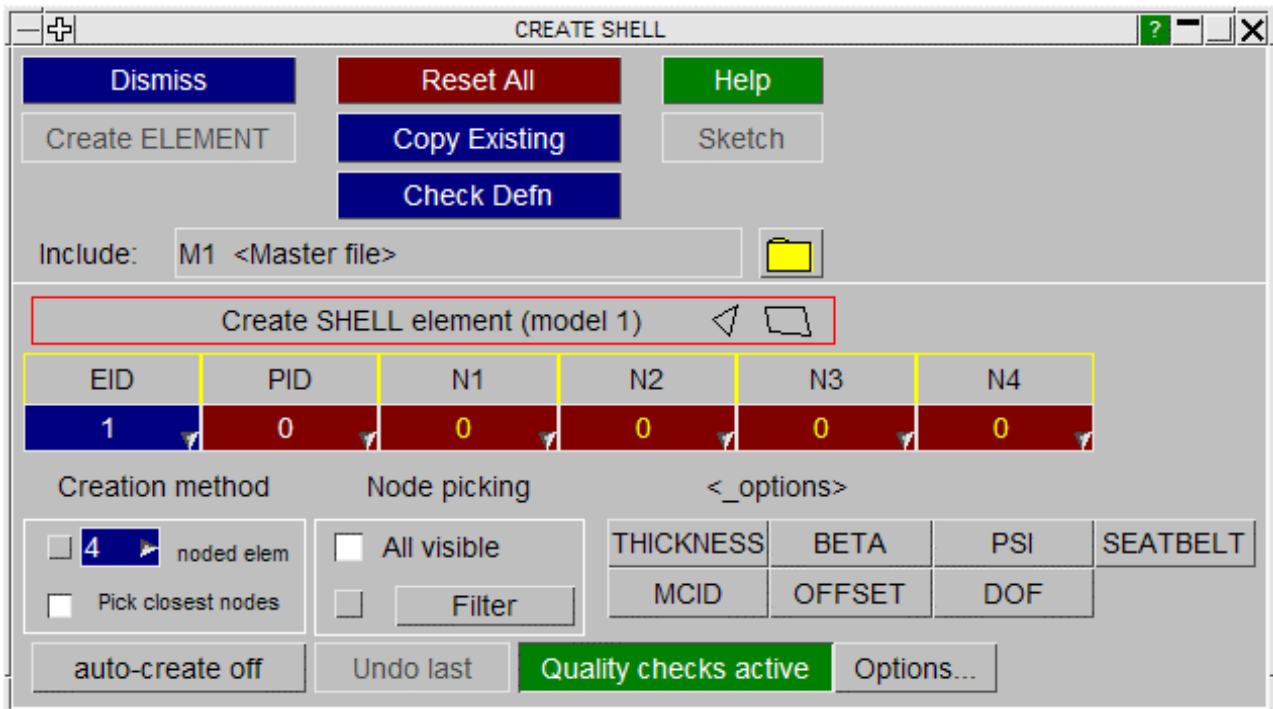 CREATE SHELL ?
Dismiss Reset All Help
Create ELEMENT Copy Existing Sketch
Check Defn
Include: M1 <Master file>
Create SHELL element (model 1)
EID PID N1 N2 N3 N4
1 0 0 0 0 0
Creation method Node picking <_options>
4 noded elem All visible THICKNESS BETA PSI SEATBELT
Pick closest nodes Filter MCID OFFSET DOF
auto-create off Undo last Quality checks active Options...